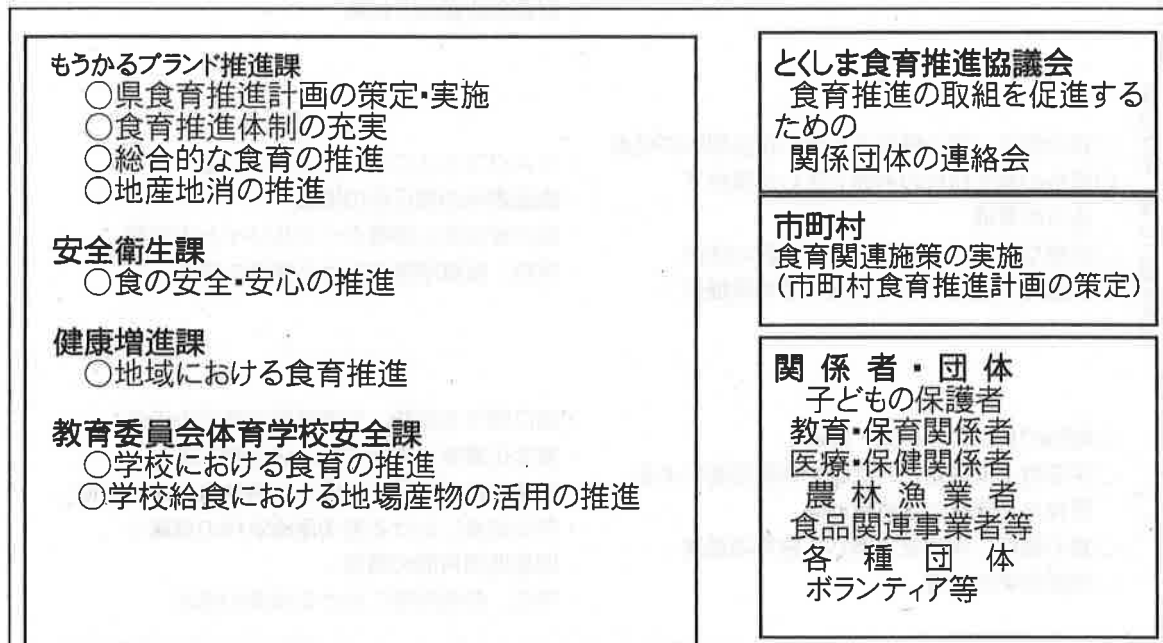 もうかるブランド推進課
○県食育推進計画の策定・実施
○食育推進体制の充実
○総合的な食育の推進
○地産地消の推進
安全衛生課
○食の安全・安心の推進
健康増進課
○地域における食育推進
教育委員会体育学校安全課
○学校における食育の推進
○学校給食における地場産物の活用の推進
とくしま食育推進協議会
食育推進の取組を促進する
ための
関係団体の連絡会
市町村
食育関連施策の実施
(市町村食育推進計画の策定)
関係者・団体
子どもの保護者
教育・保育関係者
医療・保健関係者
農林漁業者
食品関連事業者等
各種団体
ボランティア等